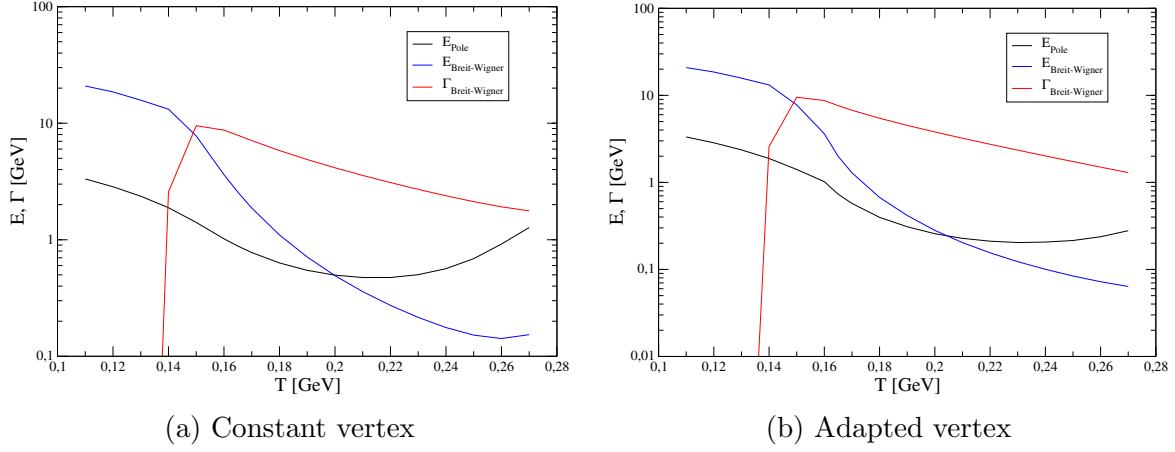 100
10
1
0,1
E, Γ [GeV]
0,1 0,12 0,14 0,16 0,18 0,2 0,22 0,24 0,26 0,28
T [GeV]
E_Pole
E_Breit-Wigner
Γ_Breit-Wigner
(a) Constant vertex
100
10
1
0,1
0,01
E, Γ [GeV]
0,1 0,12 0,14 0,16 0,18 0,2 0,22 0,24 0,26 0,28
T [GeV]
E_Pole
E_Breit-Wigner
Γ_Breit-Wigner
(b) Adapted vertex